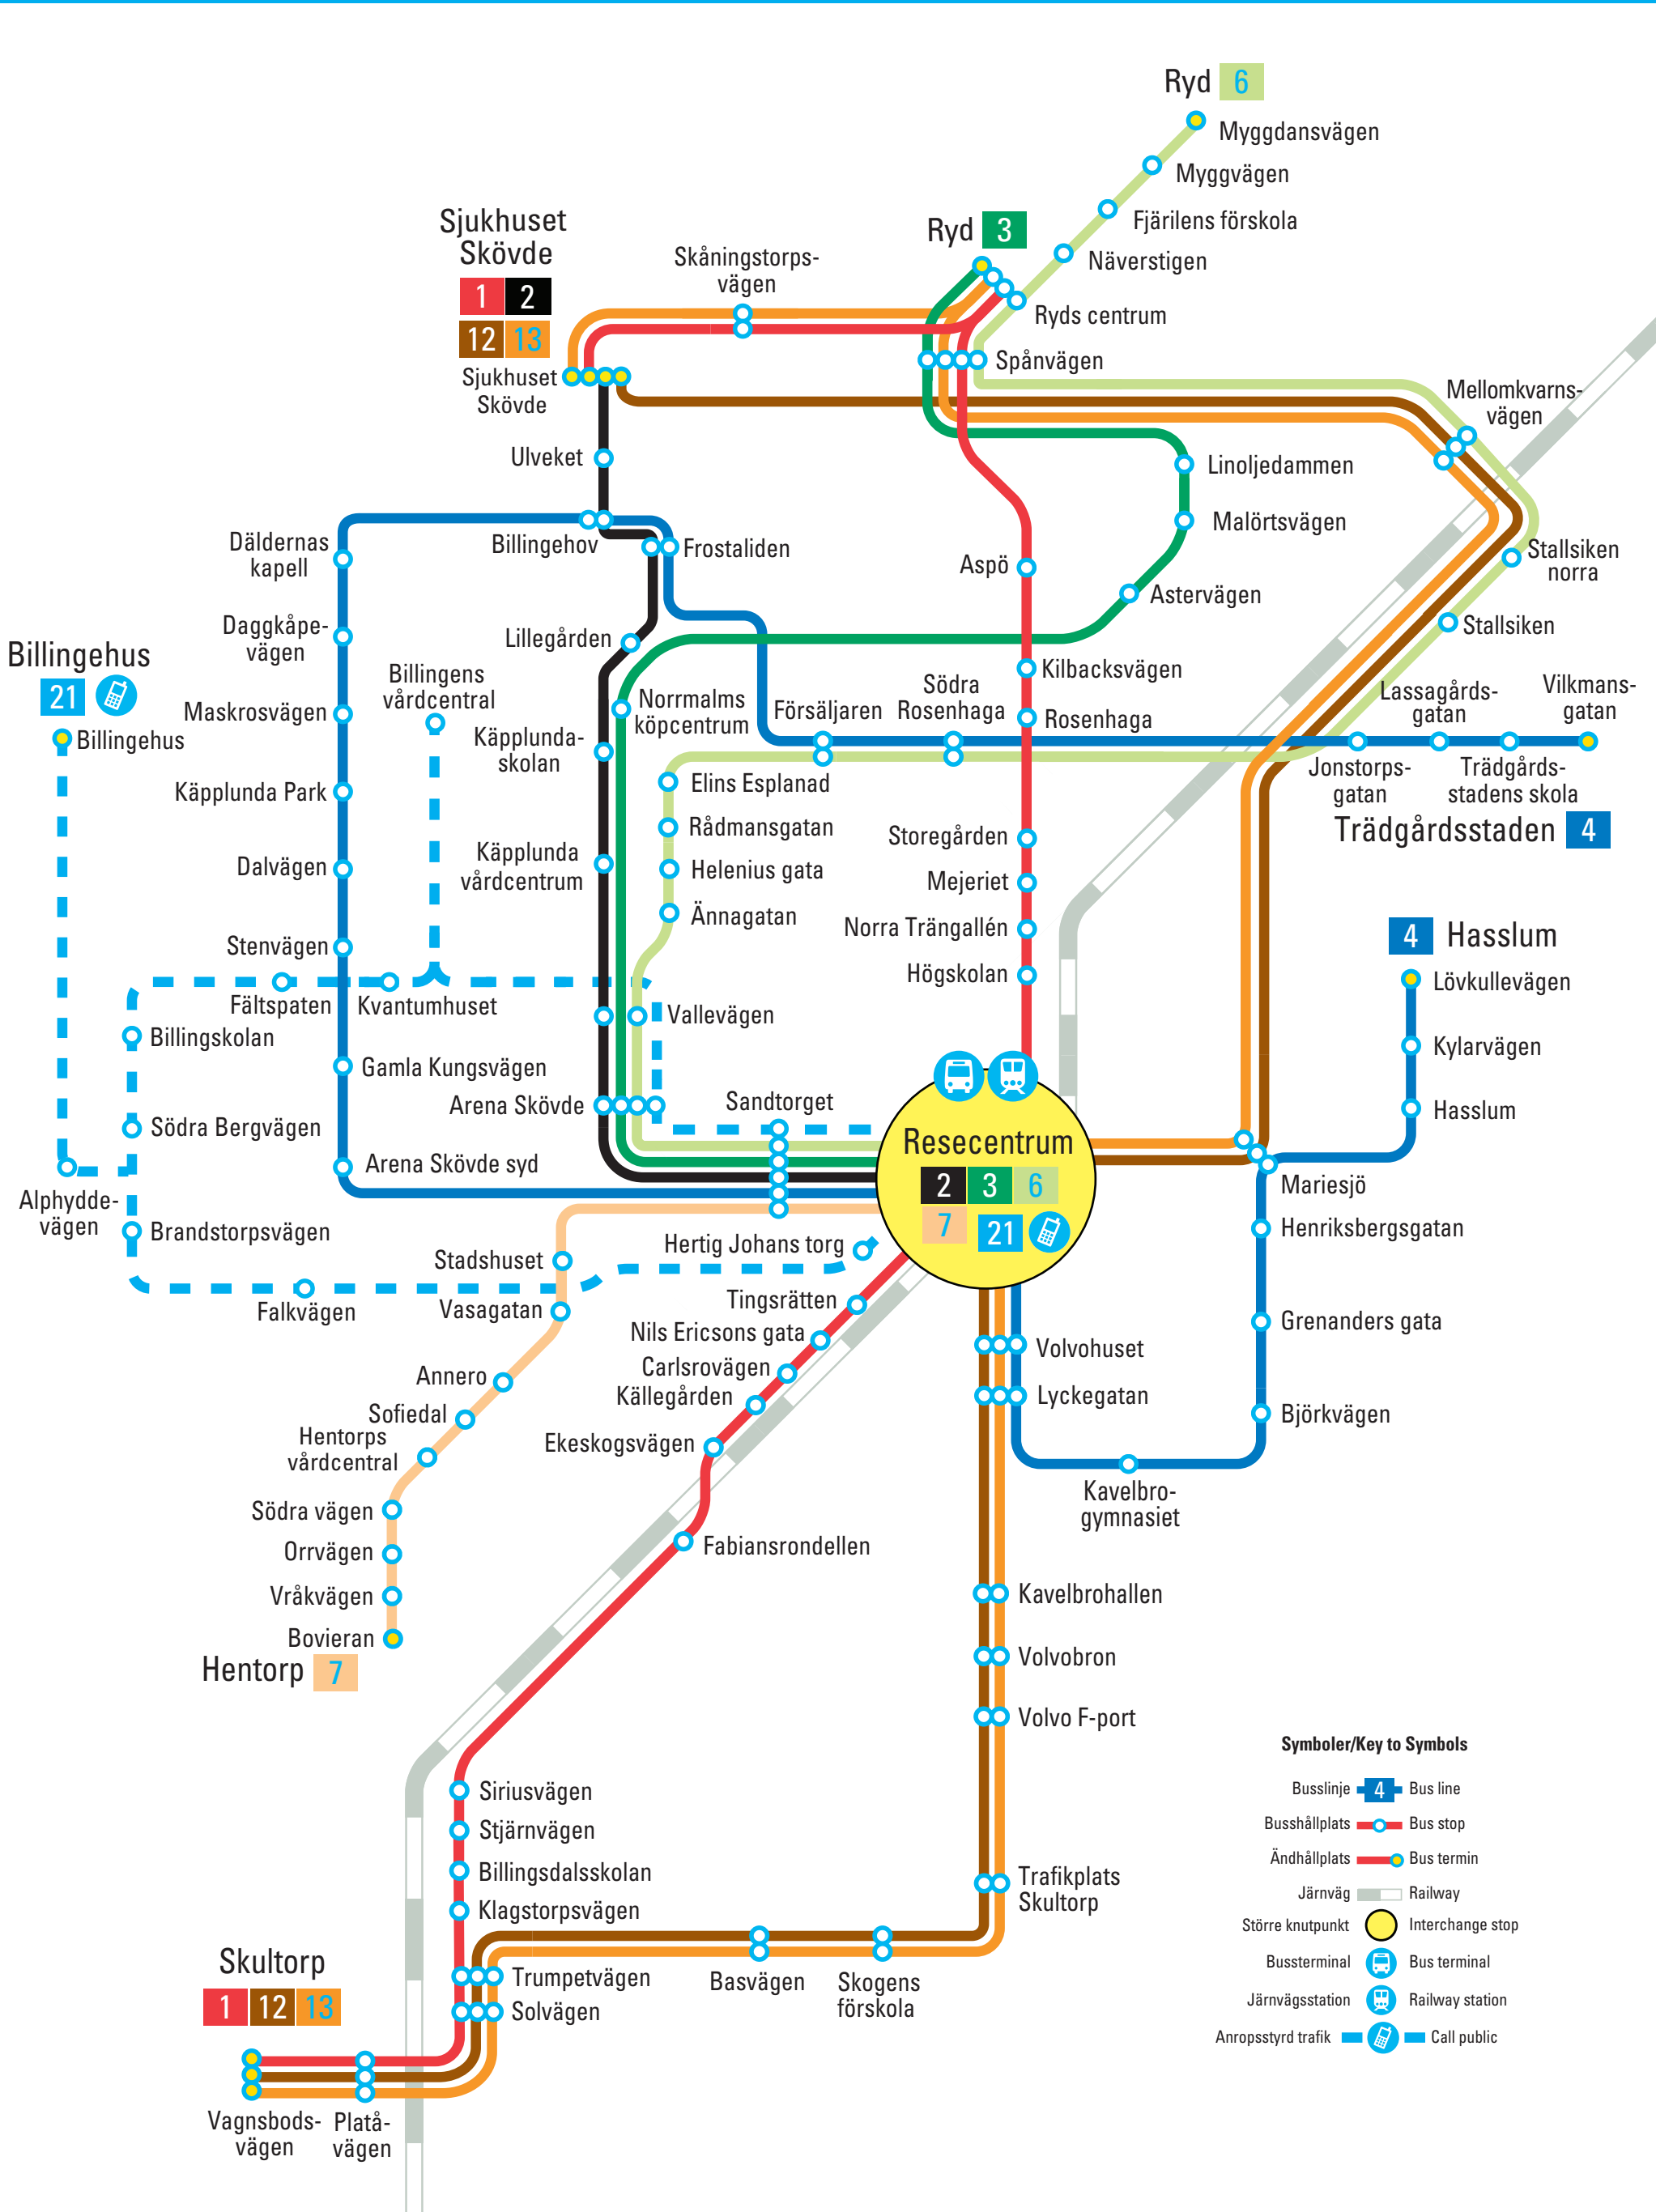 Ryd 6
Myggdansvägen
Myggvägen
Fjärilens förskola
Näverstigen
Ryds centrum
Ryd 3
Spånvägen
Sjukhuset
Skövde
1 2
12 13
Sjukhuset
Skövde
Skåningstorps-
vägen
Ulveket
Billingehov
Frostaliden
Lillegården
Mellomkvarns-
vägen
Linoljedammen
Malörtsvägen
Astervägen
Aspö
Kilbacksvägen
Rosenhaga
Stallsiken
norra
Stallsiken
Däldernas
kapell
Daggkåpe-
vägen
Maskrosvägen
Käpplunda Park
Dalvägen
Stenvägen
Gamla Kungsvägen
Arena Skövde syd
Billingehus
21
Billingehus
Billingens
vårdcentral
Norrmalms
köpcentrum
Käpplunda-
skolan
Käpplunda
vårdcentrum
Försäljaren
Södra
Rosenhaga
Lassagårds-
gatan
Vilkmans-
gatan
Jonstorps-
gatan
Trädgårds-
stadens skola
Trädgårdsstaden 4
Elins Esplanad
Rådmansgatan
Helenius gata
Ännagatan
Storegården
Mejeriet
Norra Trängallén
Högskolan
4 Hasslum
Lövkullevägen
Kylarvägen
Hasslum
Mariesjö
Henriksbergsgatan
Grenanders gata
Björkvägen
Fältspaten
Kvantumhuset
Vallevägen
Billingskolan
Södra Bergvägen
Alphydde-
vägen
Brandstorpsvägen
Falkvägen
Arena Skövde
Sandtorget
Resecentrum
2 3 6
7 21
Hertig Johans torg
Stadshuset
Vasagatan
Annero
Sofiedal
Hentorps
vårdcentral
Södra vägen
Orrvägen
Vråkvägen
Bovieran
Hentorp 7
Tingsrätten
Nils Ericsons gata
Carlsrovägen
Källegården
Ekeskogsvägen
Fabiansrondellen
Volvohuset
Lyckegatan
Kavelbro-
gymnasiet
Kavelbrohallen
Volvobron
Volvo F-port
Trafikplats
Skultorp
Siriusvägen
Stjärnvägen
Billingsdalsskolan
Klagstorpsvägen
Trumpetvägen
Solvägen
Basvägen
Skogens
förskola
Skultorp
1 12 13
Vagnsbods-
vägen
Platå-
vägen
Symboler/Key to Symbols
Busslinje 4 Bus line
Busshållplats Bus stop
Ändhållplats Bus termin
Järnväg Railway
Större knutpunkt Interchange stop
Bussterminal Bus terminal
Järnvägsstation Railway station
Anropsstyrd trafik Call public